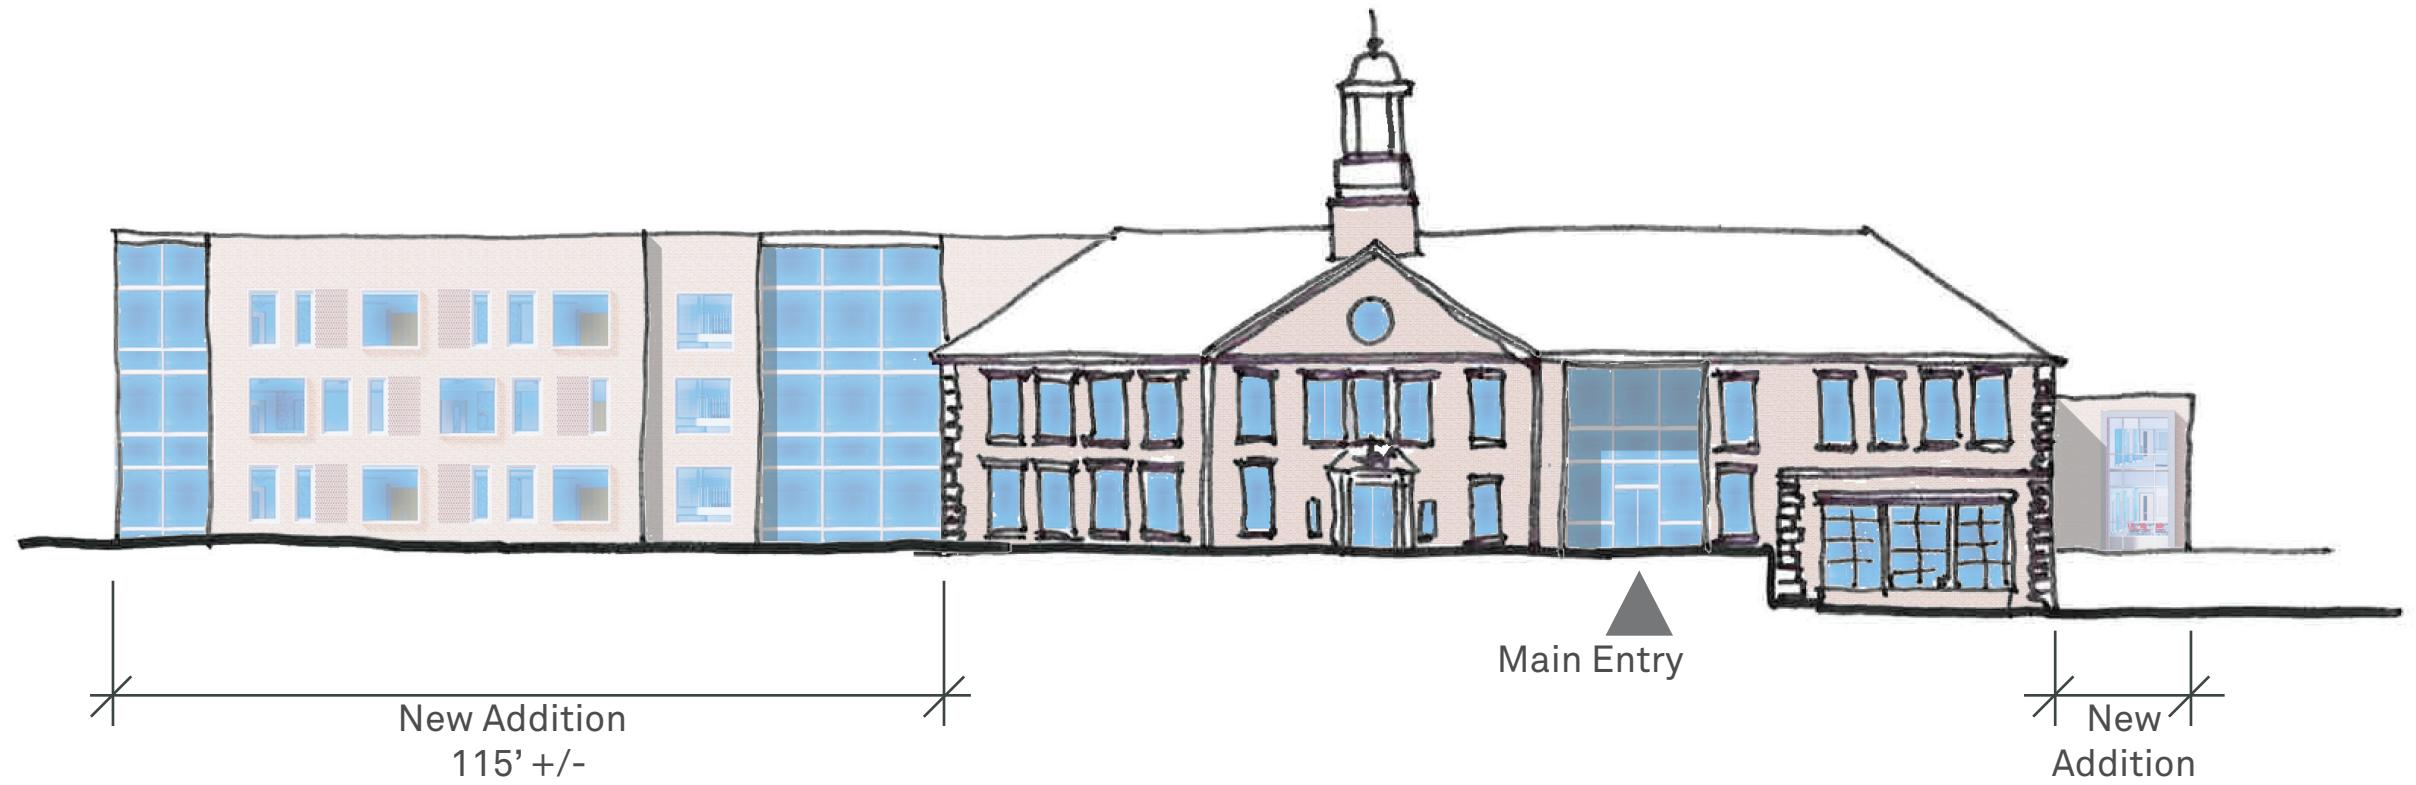 Main Entry
New Addition
115’ +/-
New
Addition